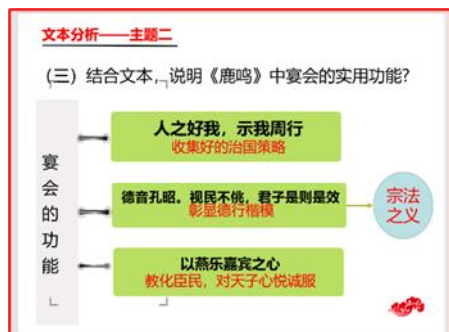 文本分析——主题二
(三) 结合文本，说明《鹿鸣》中宴会的实用功能?
宴会的功能
人之好我，示我周行
收集好的治国策略
德音孔昭。视民不恌，君子是则是效
彰显德行楷模
宗法
之义
以燕乐嘉宾之心
教化臣民，对天子心悦诚服